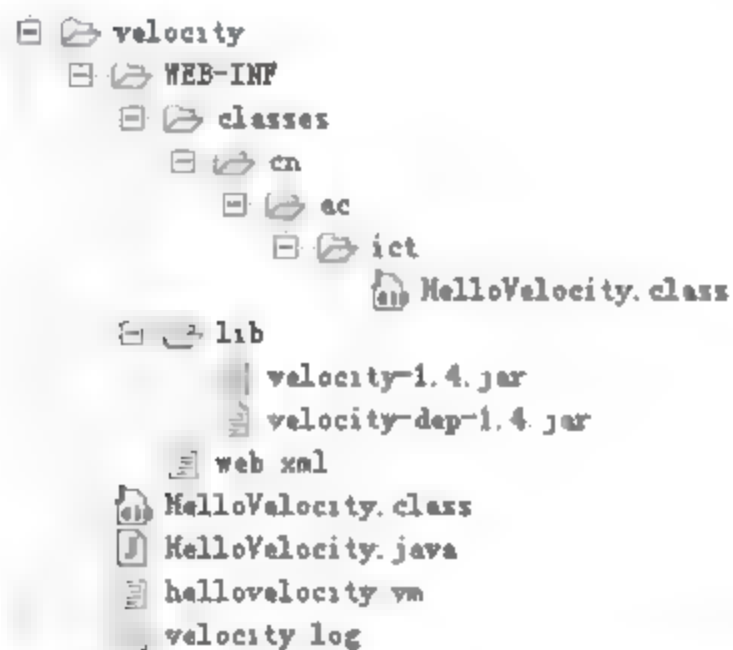 velocity
WEB-INF
classes
cn
ac
ict
HelloVelocity.class
lib
velocity-1.4.jar
velocity-dep-1.4.jar
web.xml
HelloVelocity.class
HelloVelocity.java
hellovelocity.vm
velocity.log